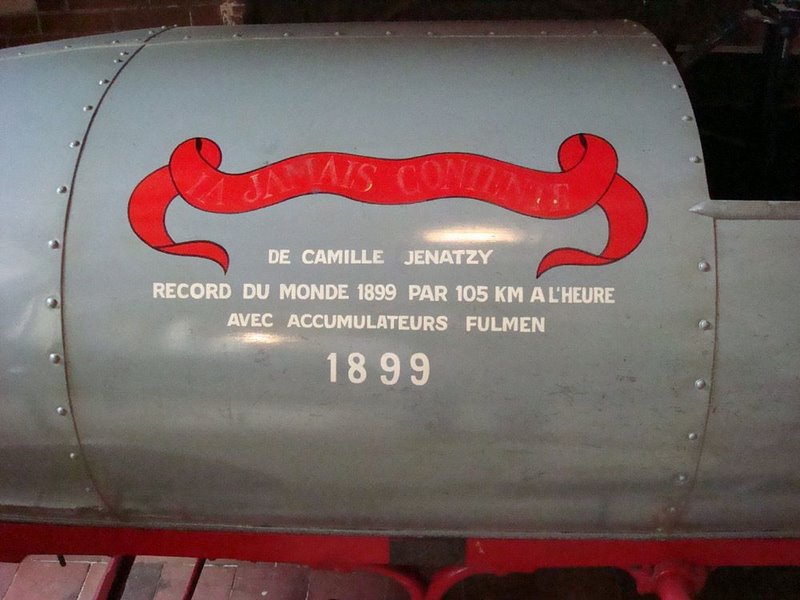 LA JAMAIS CONTENTE
DE CAMILLE JENATZY
RECORD DU MONDE 1899 PAR 105 KM A L'HEURE
AVEC ACCUMULATEURS FULMEN
1899